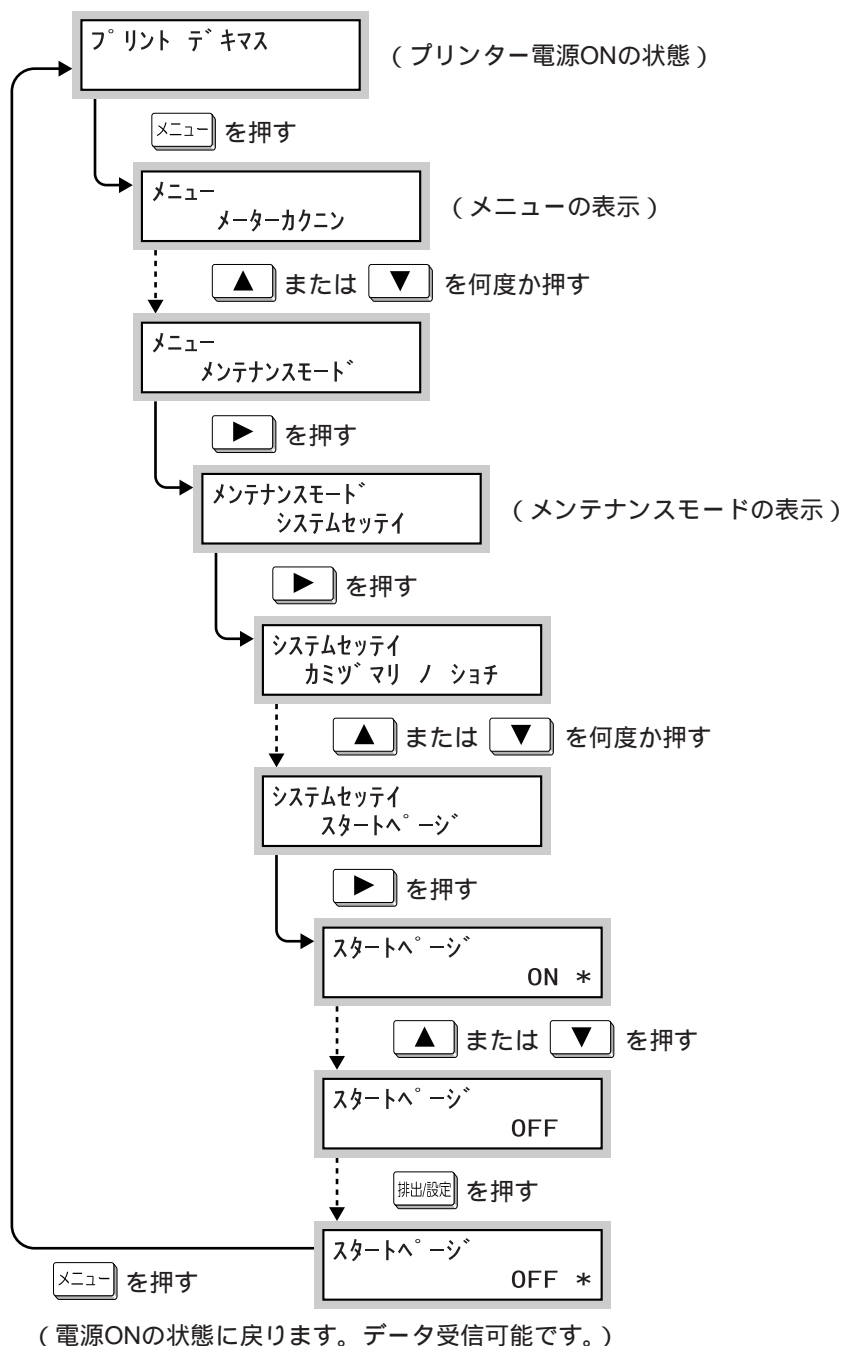 プリント デキマス
(プリンター電源ONの状態)
メニュー を押す
メニュー
メーターカクニン
(メニューの表示)
▲ または ▼ を何度か押す
メニュー
メンテナンスモード
▶ を押す
メンテナンスモード
システムセッテイ
(メンテナンスモードの表示)
▶ を押す
システムセッテイ
カミヅマリ ノ ショチ
▲ または ▼ を何度か押す
システムセッテイ
スタートページ
▶ を押す
スタートページ
ON *
▲ または ▼ を押す
スタートページ
OFF
排出/設定 を押す
スタートページ
OFF *
メニュー を押す
(電源ONの状態に戻ります。データ受信可能です。)